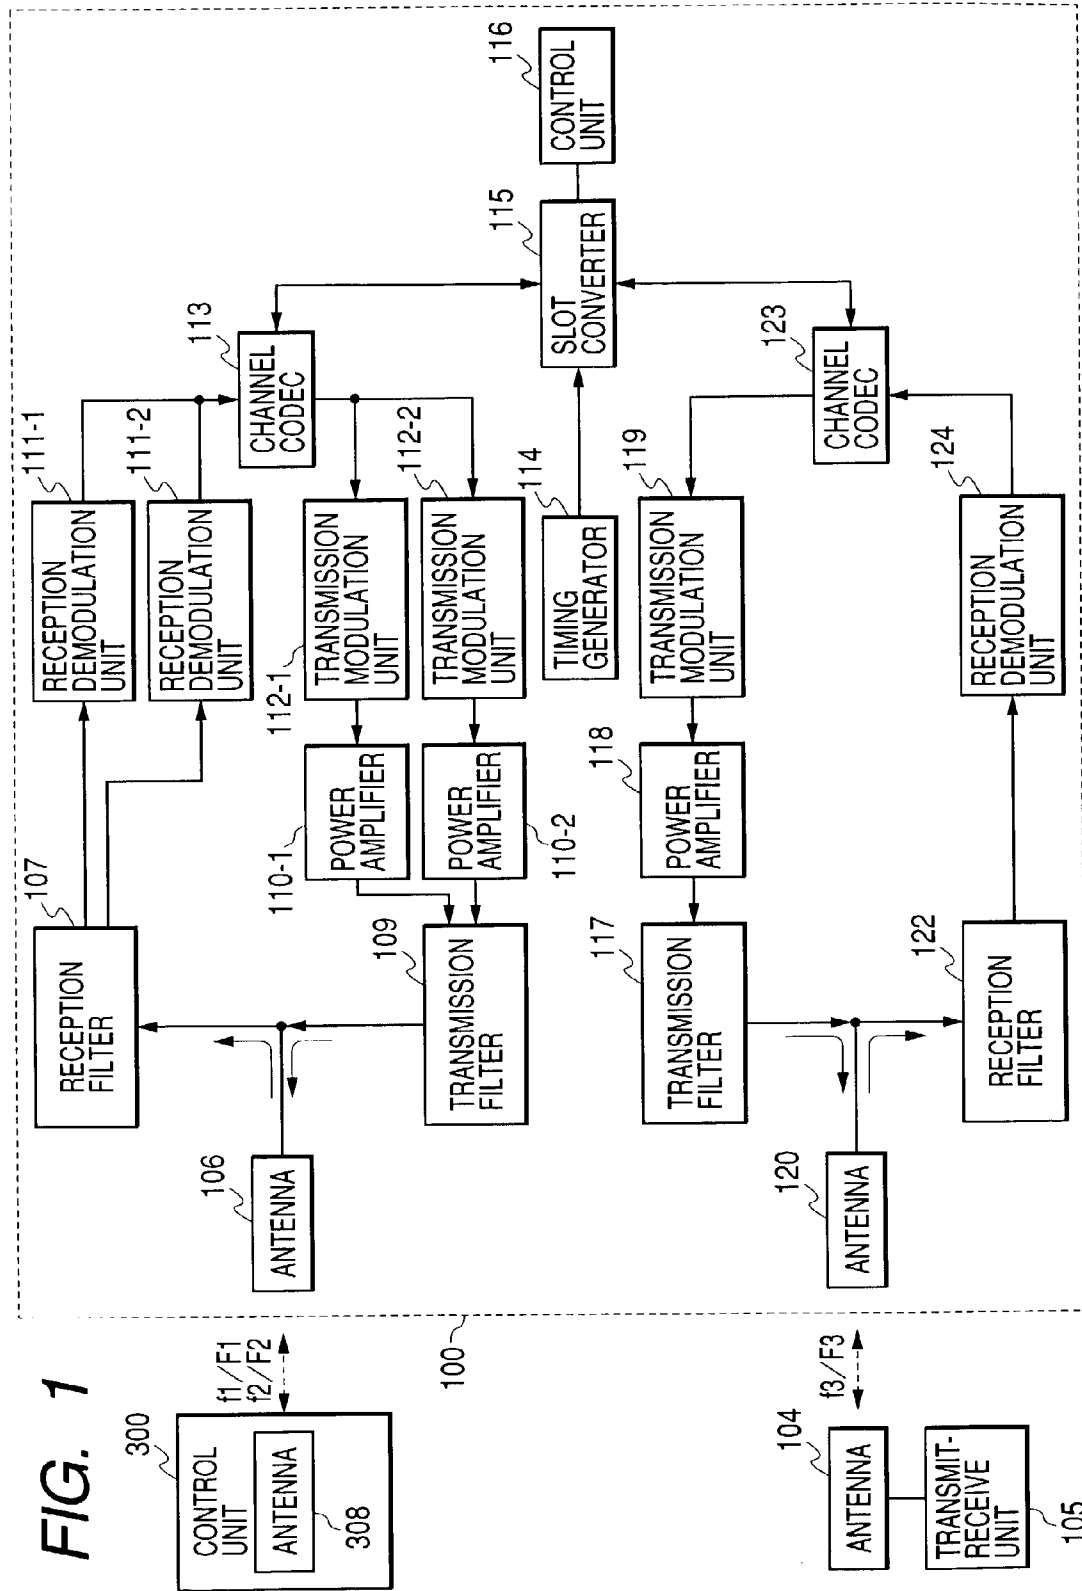 FIG. 1
300
CONTROL
UNIT
ANTENNA
308
f1/F1
f2/F2
100
104
ANTENNA
TRANSMIT-
RECEIVE
UNIT
105
f3/F3
106
ANTENNA
107
RECEPTION
FILTER
109
TRANSMISSION
FILTER
110-1
POWER
AMPLIFIER
POWER
AMPLIFIER
110-2
111-1
RECEPTION
DEMODULATION
UNIT
111-2
RECEPTION
DEMODULATION
UNIT
112-1
TRANSMISSION
MODULATION
UNIT
112-2
TRANSMISSION
MODULATION
UNIT
113
CHANNEL
CODEC
114
TIMING
GENERATOR
115
SLOT
CONVERTER
116
CONTROL
UNIT
117
TRANSMISSION
FILTER
118
POWER
AMPLIFIER
119
TRANSMISSION
MODULATION
UNIT
120
ANTENNA
122
RECEPTION
FILTER
123
CHANNEL
CODEC
124
RECEPTION
DEMODULATION
UNIT